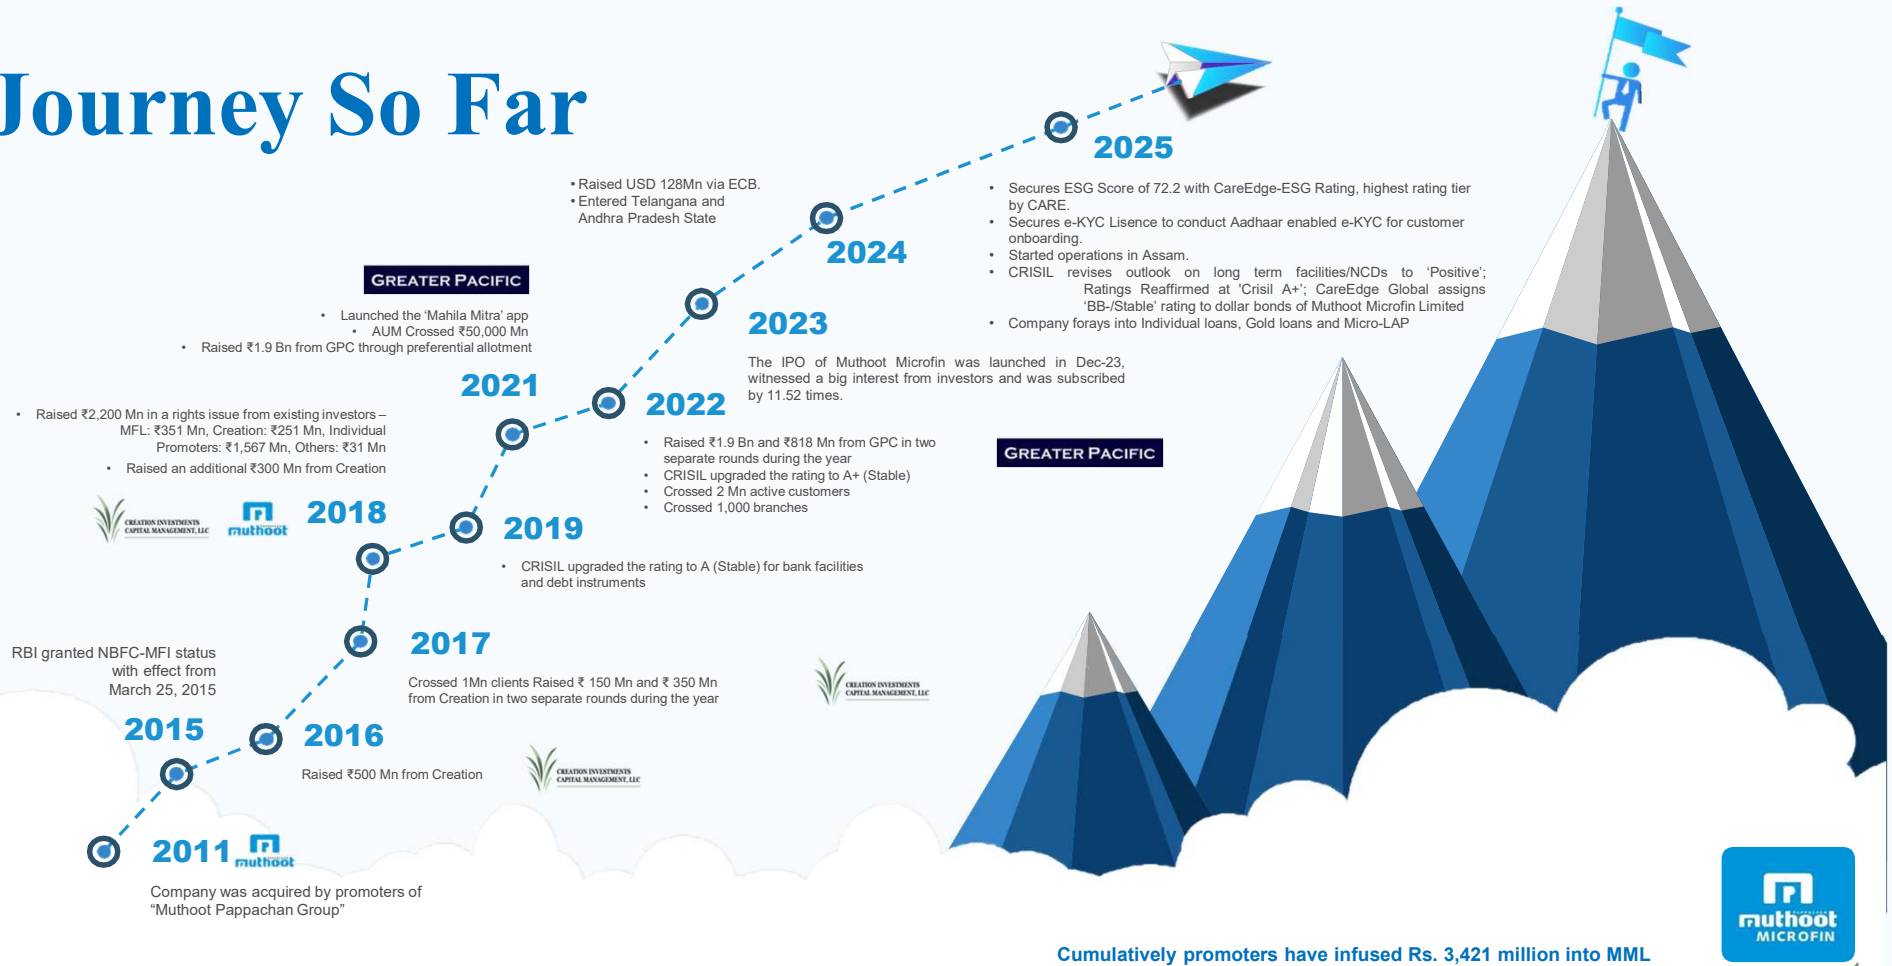 Journey So Far
2025
• Secures ESG Score of 72.2 with CareEdge-ESG Rating, highest rating tier
by CARE.
• Secures e-KYC Lisence to conduct Aadhaar enabled e-KYC for customer
onboarding.
• Started operations in Assam.
• CRISIL revises outlook on long term facilities/NCDs to ‘Positive’;
Ratings Reaffirmed at 'Crisil A+’; CareEdge Global assigns
‘BB-/Stable’ rating to dollar bonds of Muthoot Microfin Limited
• Company forays into Individual loans, Gold loans and Micro-LAP
• Raised USD 128Mn via ECB.
• Entered Telangana and
Andhra Pradesh State
2024
2023
The IPO of Muthoot Microfin was launched in Dec-23,
witnessed a big interest from investors and was subscribed
by 11.52 times.
GREATER PACIFIC
• Launched the ‘Mahila Mitra’ app
• AUM Crossed ₹50,000 Mn
• Raised ₹1.9 Bn from GPC through preferential allotment
2021
2022
• Raised ₹1.9 Bn and ₹818 Mn from GPC in two
separate rounds during the year
• CRISIL upgraded the rating to A+ (Stable)
• Crossed 2 Mn active customers
• Crossed 1,000 branches
GREATER PACIFIC
• Raised ₹2,200 Mn in a rights issue from existing investors –
MFL: ₹351 Mn, Creation: ₹251 Mn, Individual
Promoters: ₹1,567 Mn, Others: ₹31 Mn
• Raised an additional ₹300 Mn from Creation
CREATION INVESTMENTS
CAPITAL MANAGEMENT, LLC
muthoot
2018
2019
• CRISIL upgraded the rating to A (Stable) for bank facilities
and debt instruments
2017
Crossed 1Mn clients Raised ₹ 150 Mn and ₹ 350 Mn
from Creation in two separate rounds during the year
CREATION INVESTMENTS
CAPITAL MANAGEMENT, LLC
RBI granted NBFC-MFI status
with effect from
March 25, 2015
2015
2016
Raised ₹500 Mn from Creation
CREATION INVESTMENTS
CAPITAL MANAGEMENT, LLC
2011
muthoot
Company was acquired by promoters of
“Muthoot Pappachan Group”
muthoot
MICROFIN
Cumulatively promoters have infused Rs. 3,421 million into MML